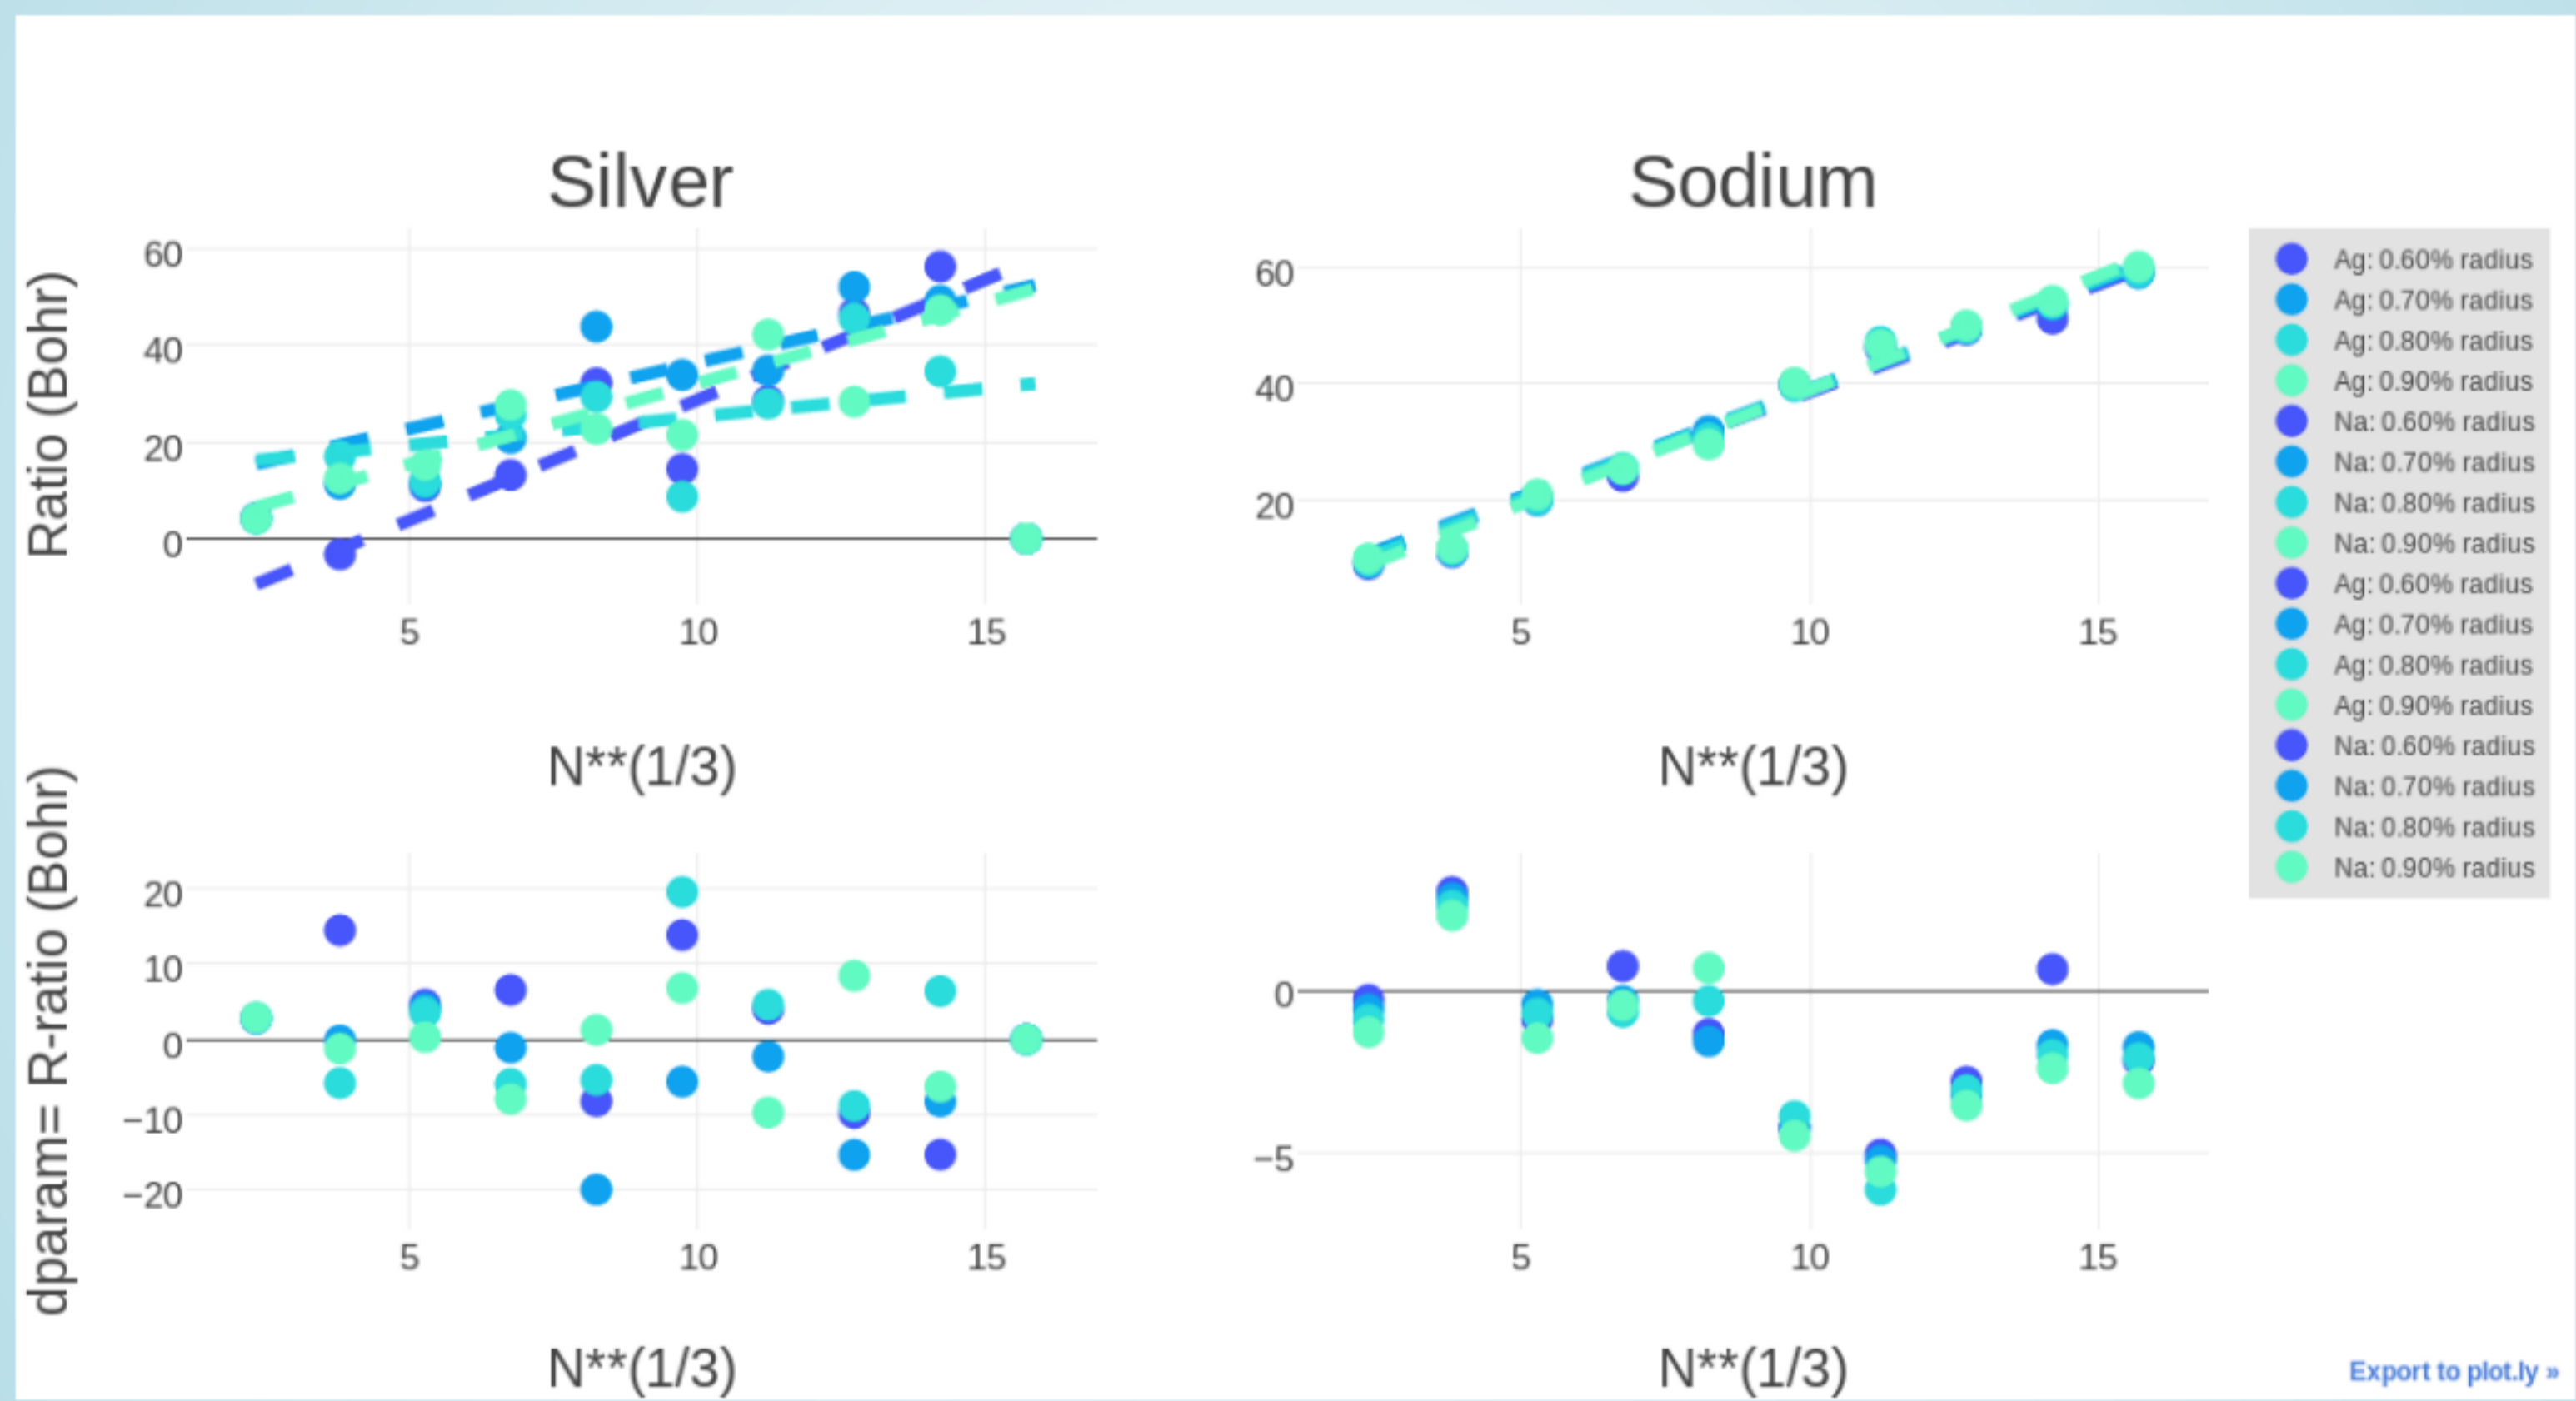 Silver
Sodium
Ratio (Bohr)
60
40
20
0
5
10
15
N**(1/3)
60
40
20
5
10
15
N**(1/3)
Ag: 0.60% radius
Ag: 0.70% radius
Ag: 0.80% radius
Ag: 0.90% radius
Na: 0.60% radius
Na: 0.70% radius
Na: 0.80% radius
Na: 0.90% radius
Ag: 0.60% radius
Ag: 0.70% radius
Ag: 0.80% radius
Ag: 0.90% radius
Na: 0.60% radius
Na: 0.70% radius
Na: 0.80% radius
Na: 0.90% radius
dparam= R-ratio (Bohr)
20
10
0
−10
−20
5
10
15
N**(1/3)
0
−5
5
10
15
N**(1/3)
Export to plot.ly »